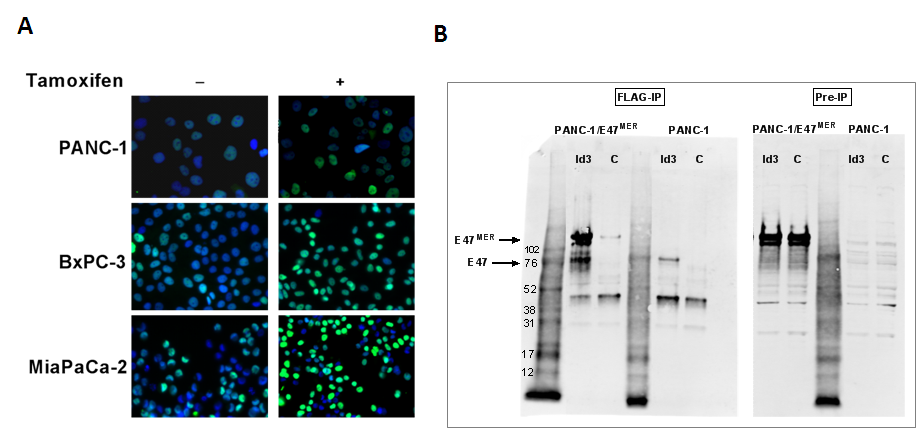 A
B
Tamoxifen
– +
PANC-1
BxPC-3
MiaPaCa-2
FLAG-IP Pre-IP
PANC-1/E47MER PANC-1 PANC-1/E47MER PANC-1
Id3 C Id3 C Id3 C Id3 C
E47MER
102
E47 76
52
38
31
17
12